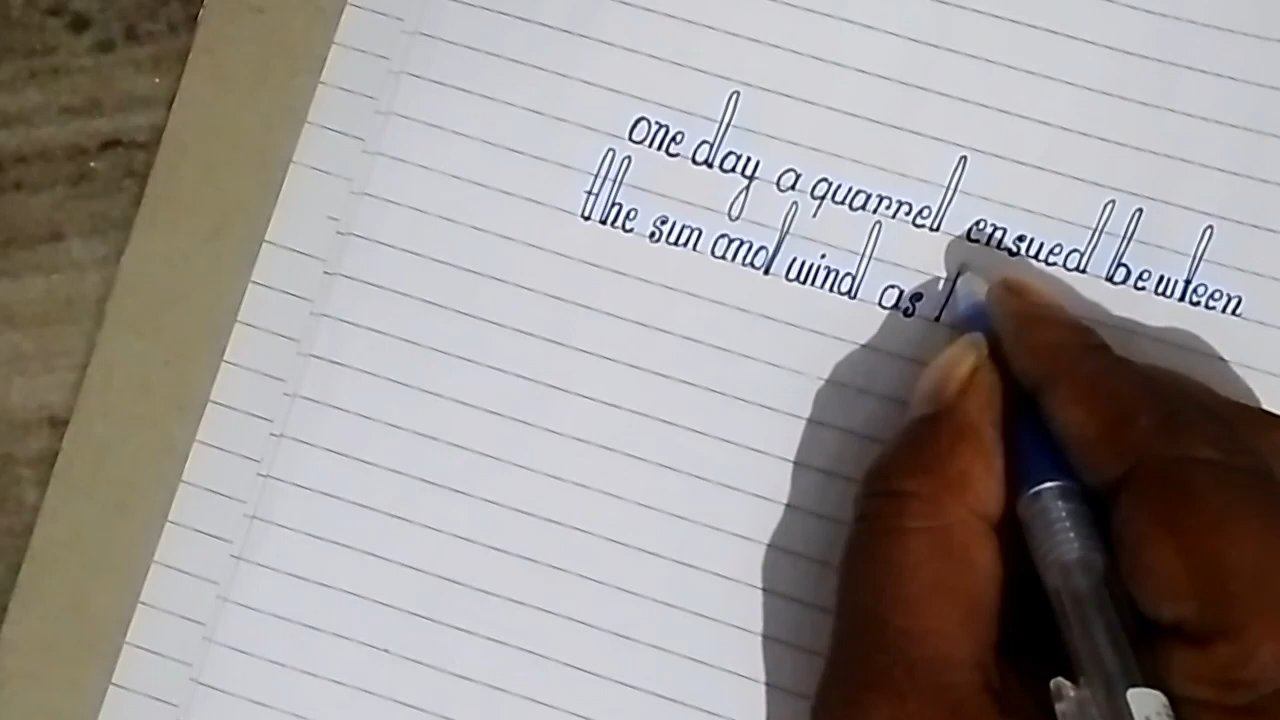 one day a quarrel ensued bewteen
the sun and wind as